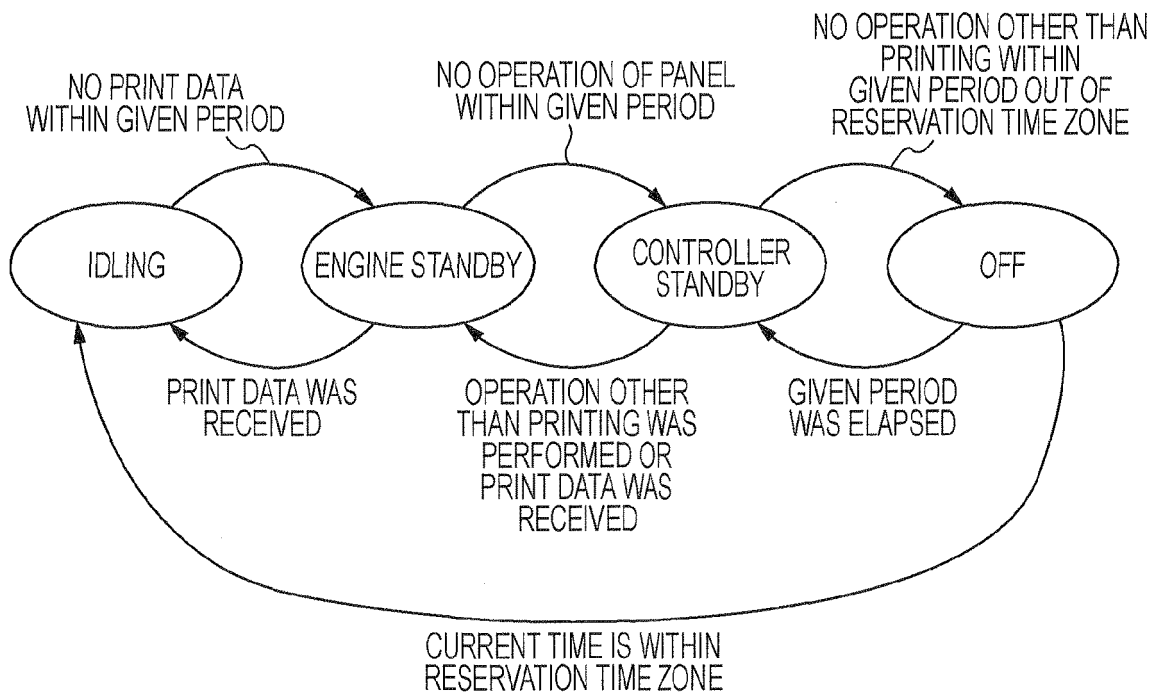 NO PRINT DATA
WITHIN GIVEN PERIOD
NO OPERATION OF PANEL
WITHIN GIVEN PERIOD
NO OPERATION OTHER THAN
PRINTING WITHIN
GIVEN PERIOD OUT OF
RESERVATION TIME ZONE
IDLING
ENGINE STANDBY
CONTROLLER
STANDBY
OFF
PRINT DATA WAS
RECEIVED
OPERATION OTHER
THAN PRINTING WAS
PERFORMED OR
PRINT DATA WAS
RECEIVED
GIVEN PERIOD
WAS ELAPSED
CURRENT TIME IS WITHIN
RESERVATION TIME ZONE